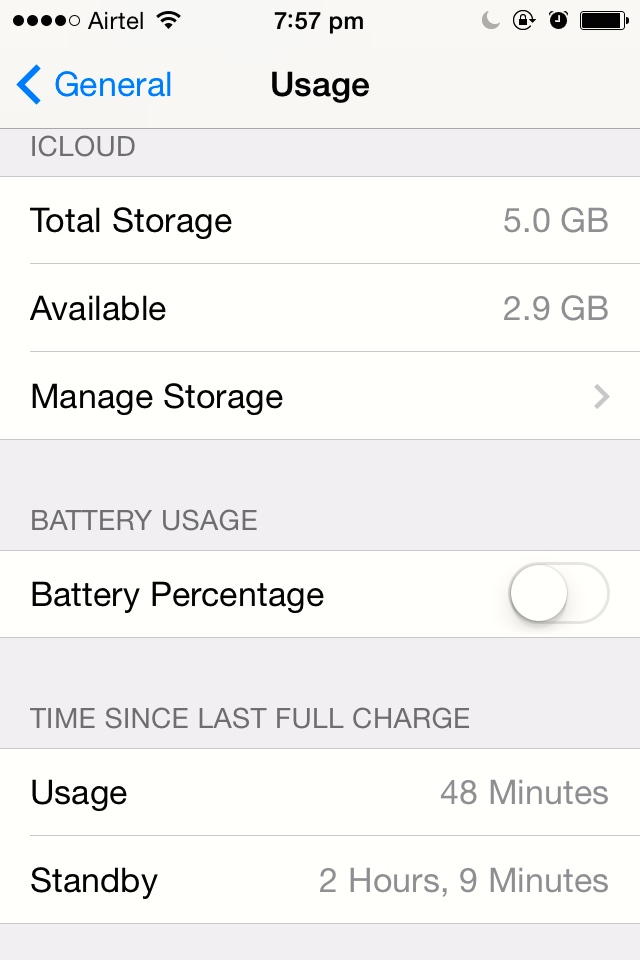 Airtel 7:57 pm
General Usage
ICLOUD
Total Storage 5.0 GB
Available 2.9 GB
Manage Storage
BATTERY USAGE
Battery Percentage
TIME SINCE LAST FULL CHARGE
Usage 48 Minutes
Standby 2 Hours, 9 Minutes